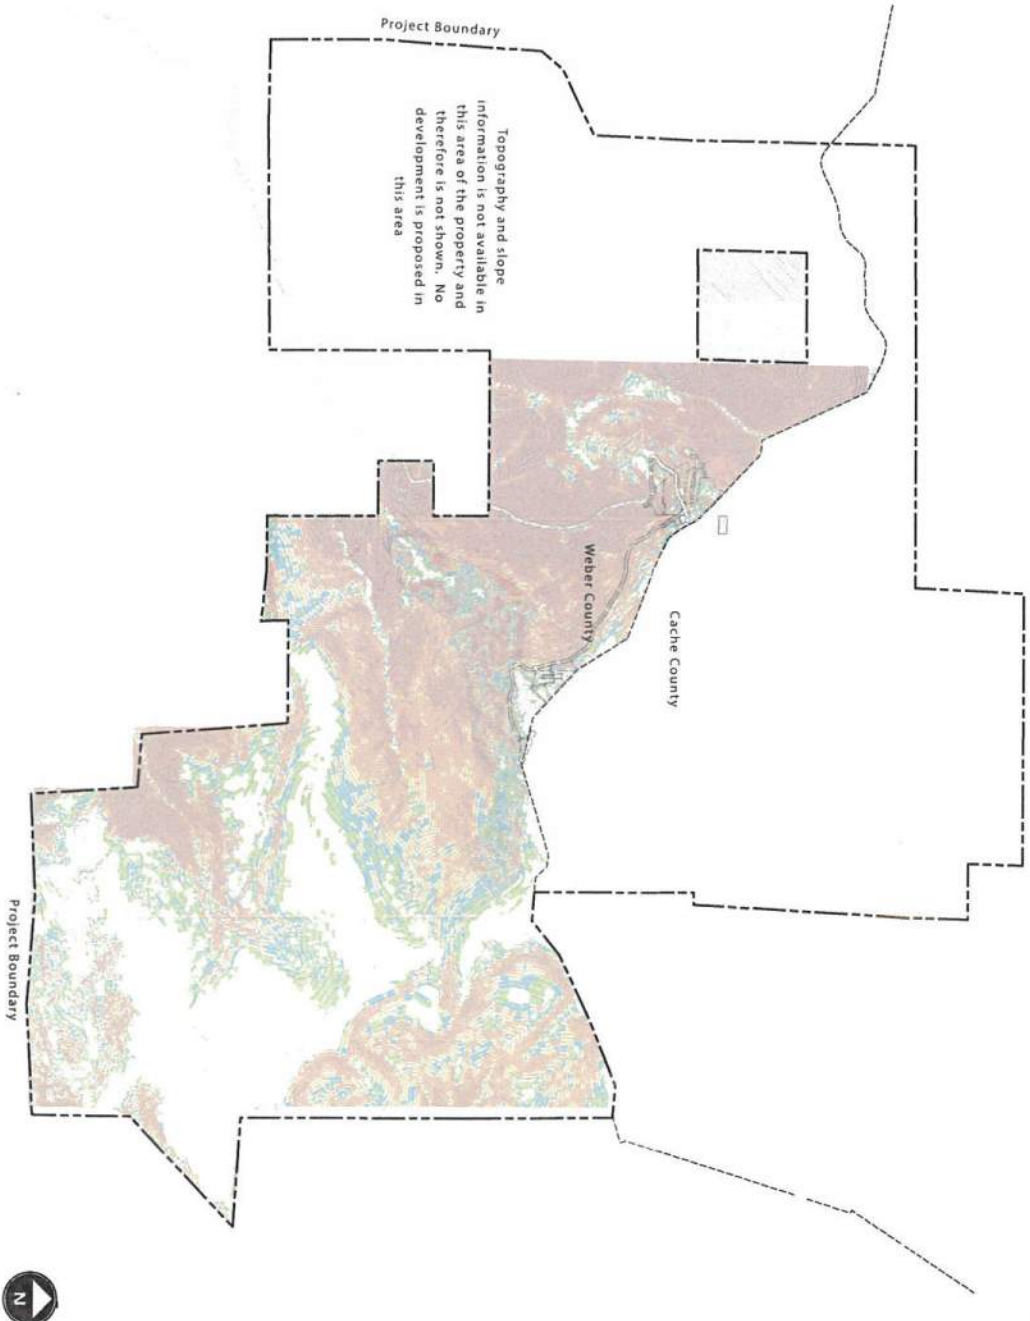 Project Boundary
Topography and slope
information is not available in
this area of the property and
therefore is not shown. No
development is proposed in
this area
Weber County
Cache County
Project Boundary
N